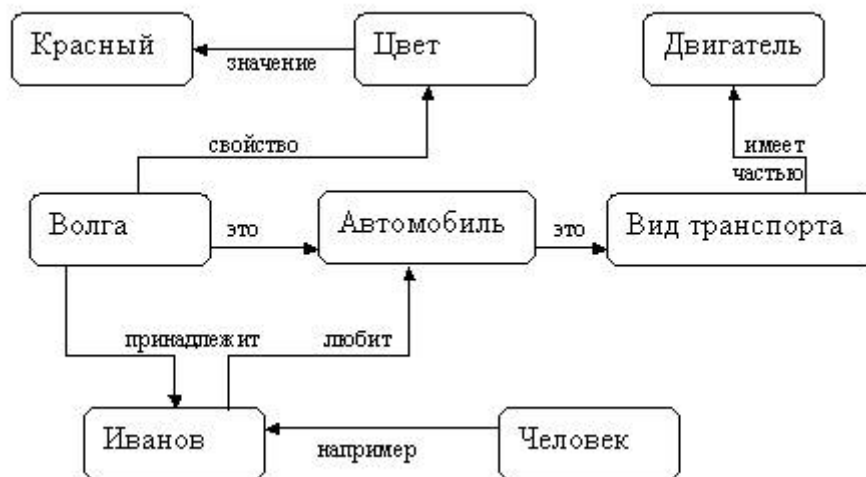 Красный
значение
Цвет
Двигатель
свойство
имеет
частью
Волга
это
Автомобиль
это
Вид транспорта
принадлежит
любит
Иванов
например
Человек